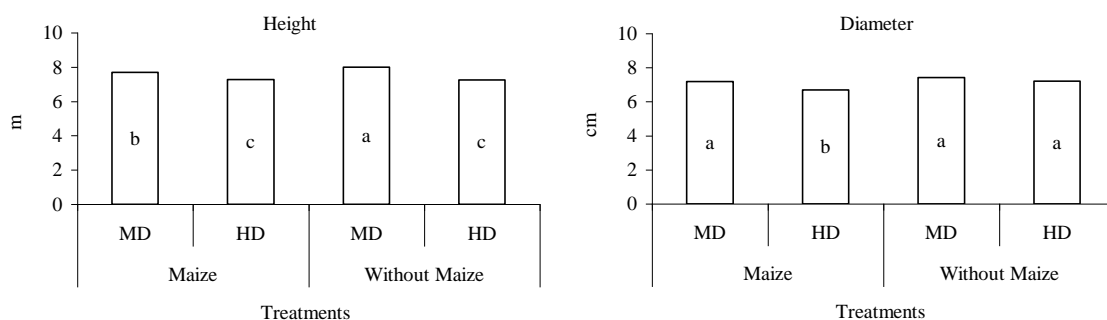 Height
10
8
6
4
2
0
m
b
c
a
c
MD
HD
MD
HD
Maize
Without Maize
Treatments
Diameter
10
8
6
4
2
0
cm
a
b
a
a
MD
HD
MD
HD
Maize
Without Maize
Treatments